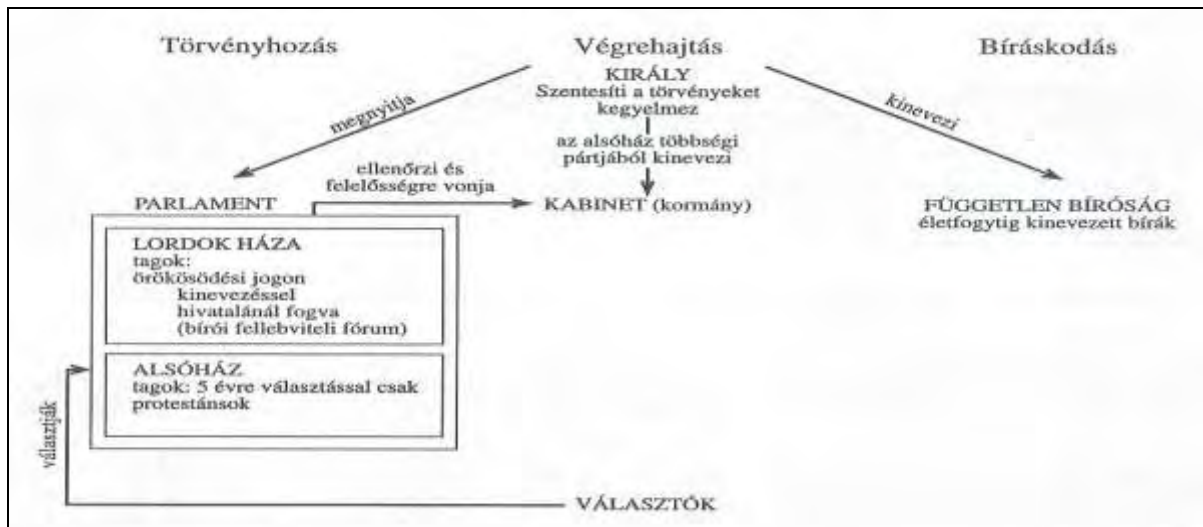 Törvényhozás
Végrehajtás
Bíráskodás
KIRÁLY
Szentesíti a törvényeket
kegyelmez
megnyitja
kinevezi
az alsóház többségi
pártjából kinevezi
ellenőrzi és
felelősségre vonja
PARLAMENT
KABINET (kormány)
FÜGGETLEN BÍRÓSÁG
életfogytig kinevezett bírák
LORDOK HÁZA
tagok:
örökösödési jogon
kinevezéssel
hivatalánál fogva
(bírói fellebviteli fórum)
ALSÓHÁZ
tagok: 5 évre választással csak
protestánsok
választják
VÁLASZTÓK